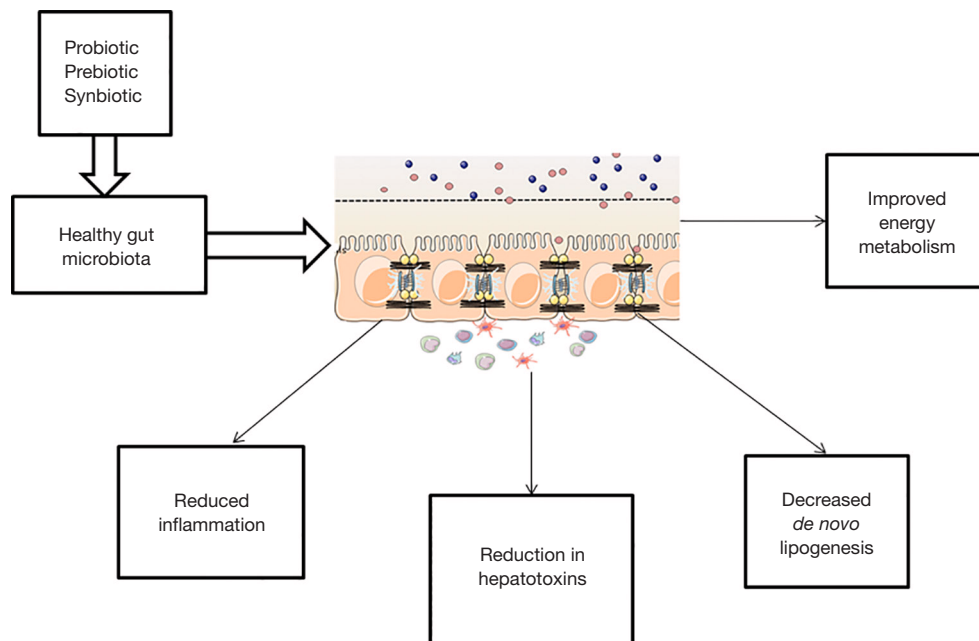 Probiotic
Prebiotic
Synbiotic
Healthy gut
microbiota
Improved
energy
metabolism
Reduced
inflammation
Reduction in
hepatotoxins
Decreased
de novo
lipogenesis